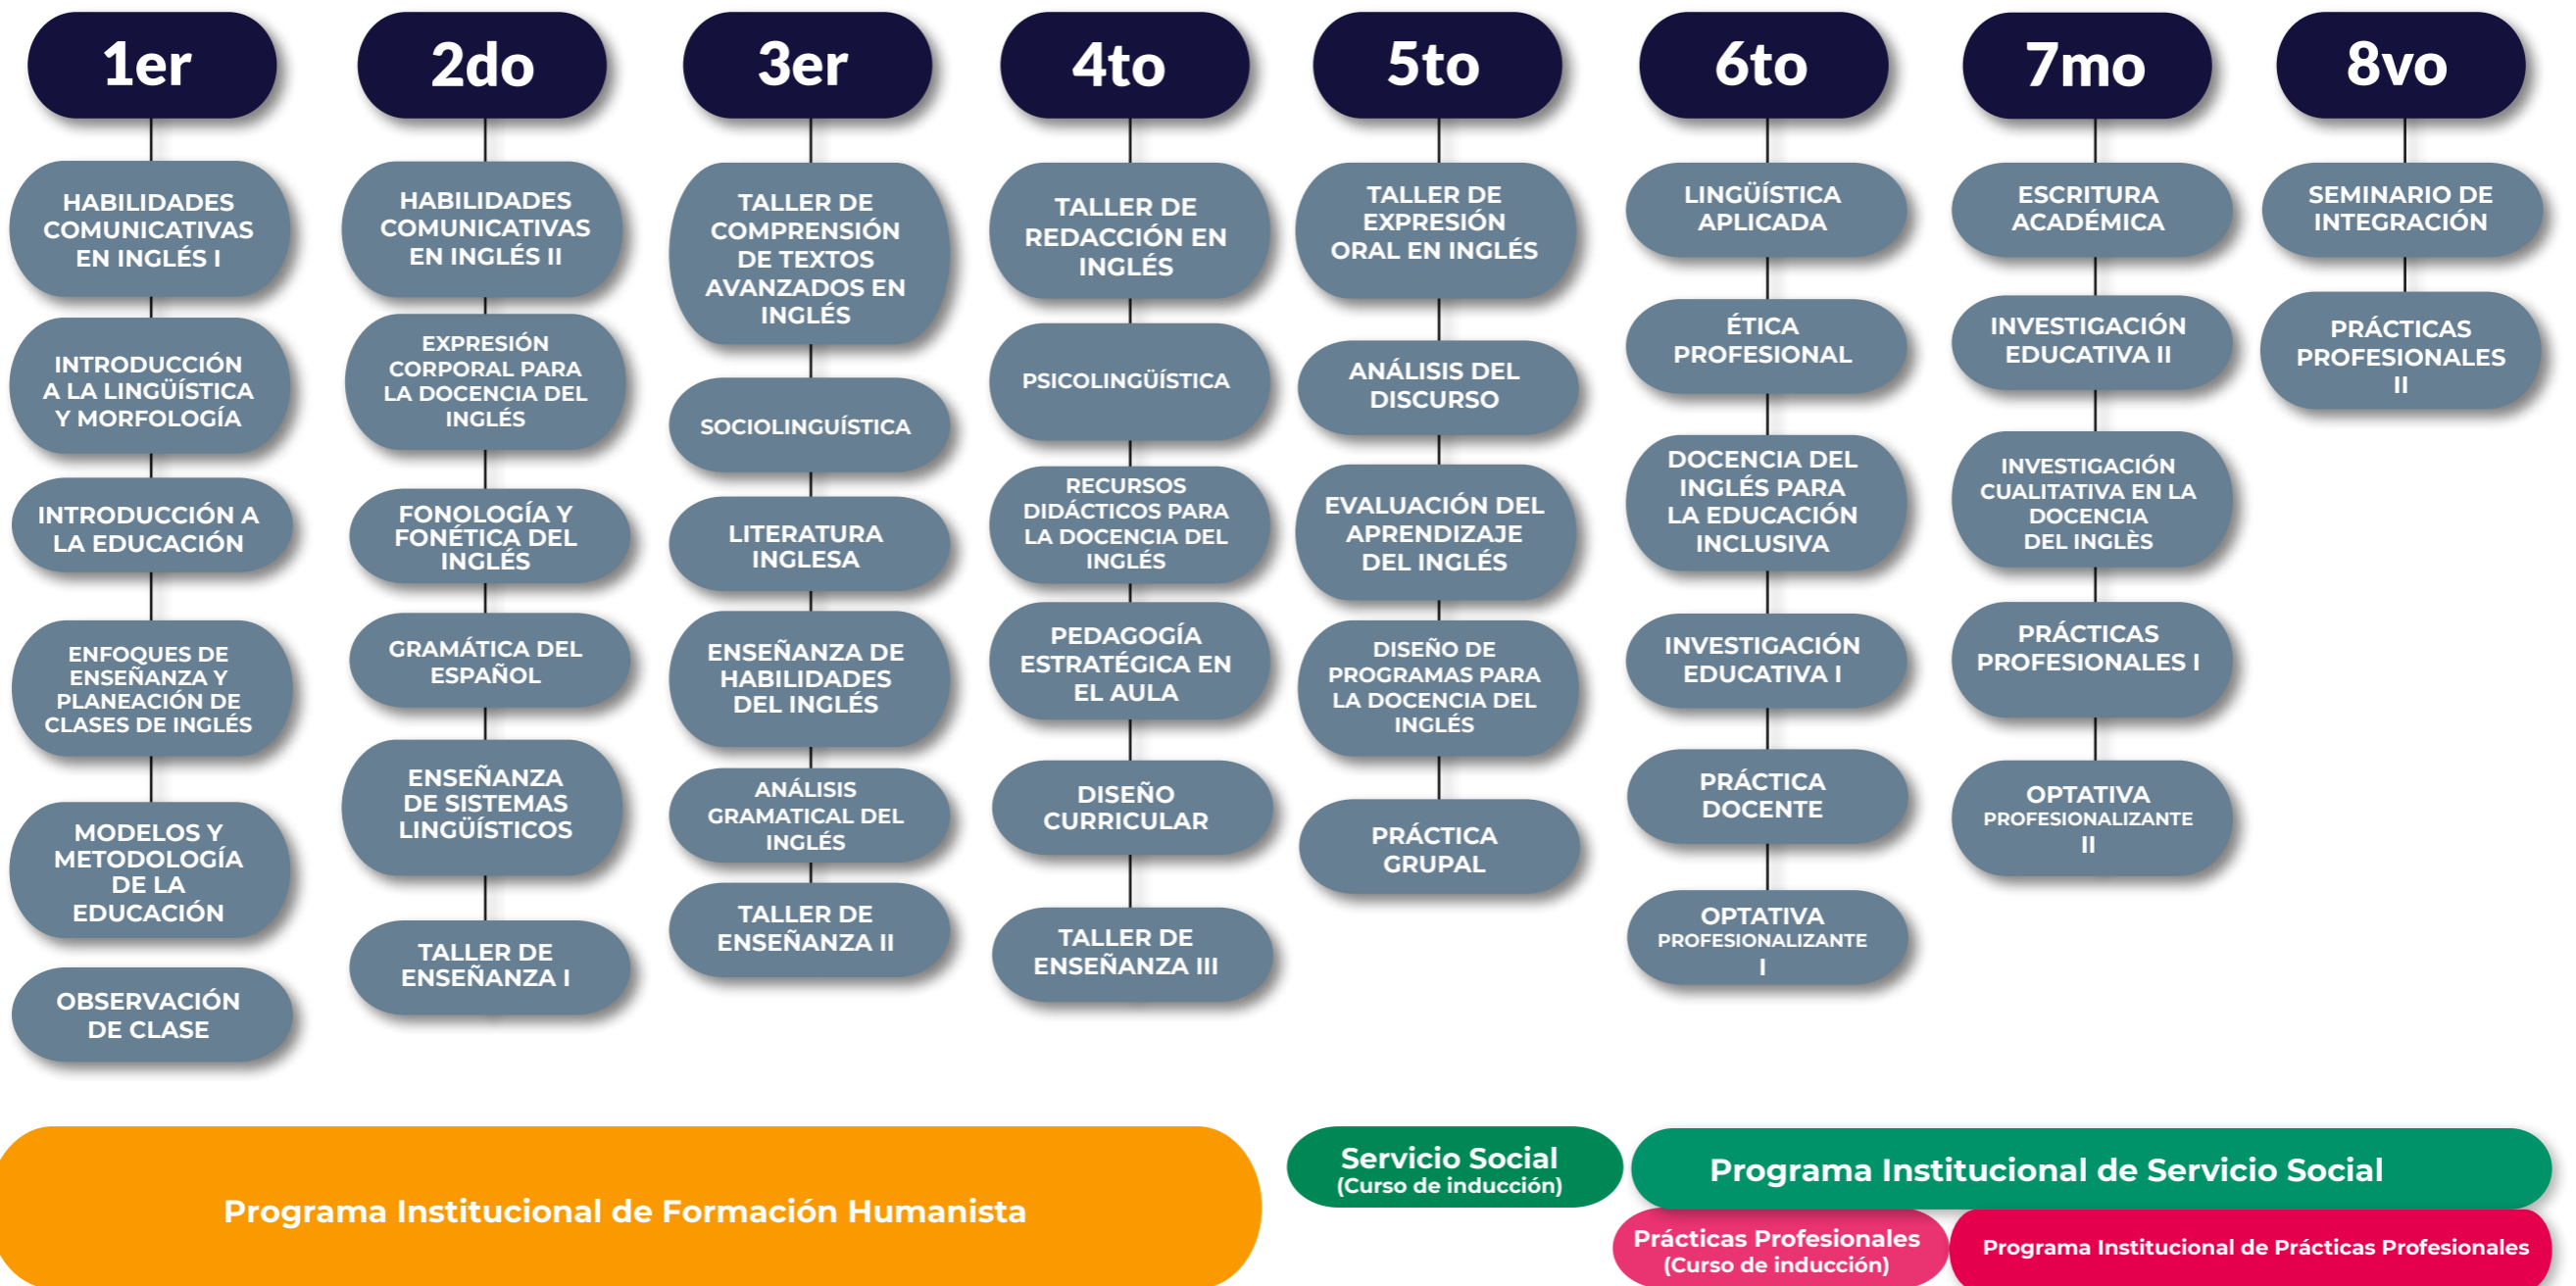 1er
HABILIDADES
COMUNICATIVAS
EN INGLÉS I
INTRODUCCIÓN
A LA LINGÜÍSTICA
Y MORFOLOGÍA
INTRODUCCIÓN A
LA EDUCACIÓN
ENFOQUES DE
ENSEÑANZA Y
PLANEACIÓN DE
CLASES DE INGLÉS
MODELOS Y
METODOLOGÍA
DE LA
EDUCACIÓN
OBSERVACIÓN
DE CLASE
2do
HABILIDADES
COMUNICATIVAS
EN INGLÉS II
EXPRESIÓN
CORPORAL PARA
LA DOCENCIA DEL
INGLÉS
FONOLOGÍA Y
FONÉTICA DEL
INGLÉS
GRAMÁTICA DEL
ESPAÑOL
ENSEÑANZA
DE SISTEMAS
LINGÜÍSTICOS
TALLER DE
ENSEÑANZA I
3er
TALLER DE
COMPRENSIÓN
DE TEXTOS
AVANZADOS EN
INGLÉS
SOCIOLINGUÍSTICA
LITERATURA
INGLESA
ENSEÑANZA DE
HABILIDADES
DEL INGLÉS
ANÁLISIS
GRAMATICAL DEL
INGLÉS
TALLER DE
ENSEÑANZA II
4to
TALLER DE
REDACCIÓN EN
INGLÉS
PSICOLINGÜÍSTICA
RECURSOS
DIDÁCTICOS PARA
LA DOCENCIA DEL
INGLÉS
PEDAGOGÍA
ESTRATÉGICA EN
EL AULA
DISEÑO
CURRICULAR
TALLER DE
ENSEÑANZA III
5to
TALLER DE
EXPRESIÓN
ORAL EN INGLÉS
ANÁLISIS DEL
DISCURSO
EVALUACIÓN DEL
APRENDIZAJE
DEL INGLÉS
DISEÑO DE
PROGRAMAS PARA
LA DOCENCIA DEL
INGLÉS
PRÁCTICA
GRUPAL
6to
LINGÜÍSTICA
APLICADA
ÉTICA
PROFESIONAL
DOCENCIA DEL
INGLÉS PARA
LA EDUCACIÓN
INCLUSIVA
INVESTIGACIÓN
EDUCATIVA I
PRÁCTICA
DOCENTE
OPTATIVA
PROFESIONALIZANTE
I
7mo
ESCRITURA
ACADÉMICA
INVESTIGACIÓN
EDUCATIVA II
INVESTIGACIÓN
CUALITATIVA EN LA
DOCENCIA
DEL INGLÈS
PRÁCTICAS
PROFESIONALES I
OPTATIVA
PROFESIONALIZANTE
II
8vo
SEMINARIO DE
INTEGRACIÓN
PRÁCTICAS
PROFESIONALES
II
Programa Institucional de Formación Humanista
Servicio Social
(Curso de inducción)
Programa Institucional de Servicio Social
Prácticas Profesionales
(Curso de inducción)
Programa Institucional de Prácticas Profesionales